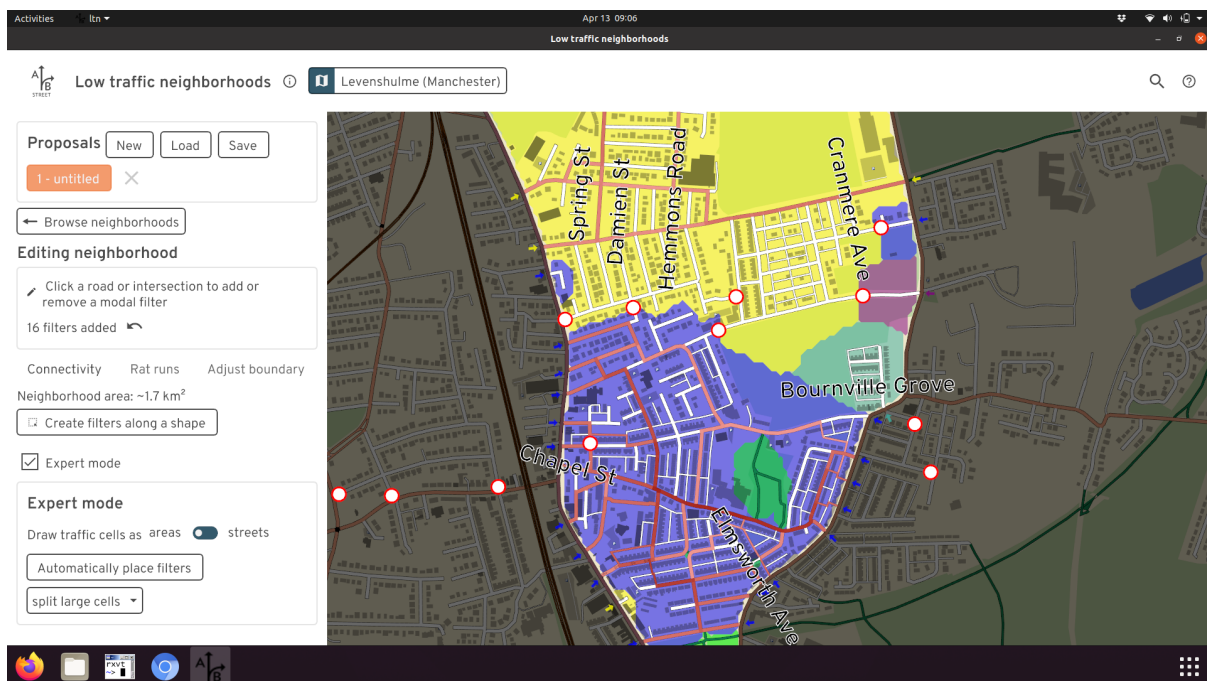 Activities
ltn
Apr 13 09:06
Low traffic neighborhoods
A
B
STREET
Low traffic neighborhoods
Levenshulme (Manchester)
Proposals
New
Load
Save
1 - untitled
Browse neighborhoods
Editing neighborhood
Click a road or intersection to add or
remove a modal filter
16 filters added
Connectivity
Rat runs
Adjust boundary
Neighborhood area: ~1.7 km²
Create filters along a shape
Expert mode
Expert mode
Draw traffic cells as
areas
streets
Automatically place filters
split large cells
Spring St
Damien St
Hemmons Road
Cranmere Ave
Bournville Grove
Chapel St
Elmsworth Ave
rxvt
~>
A
B